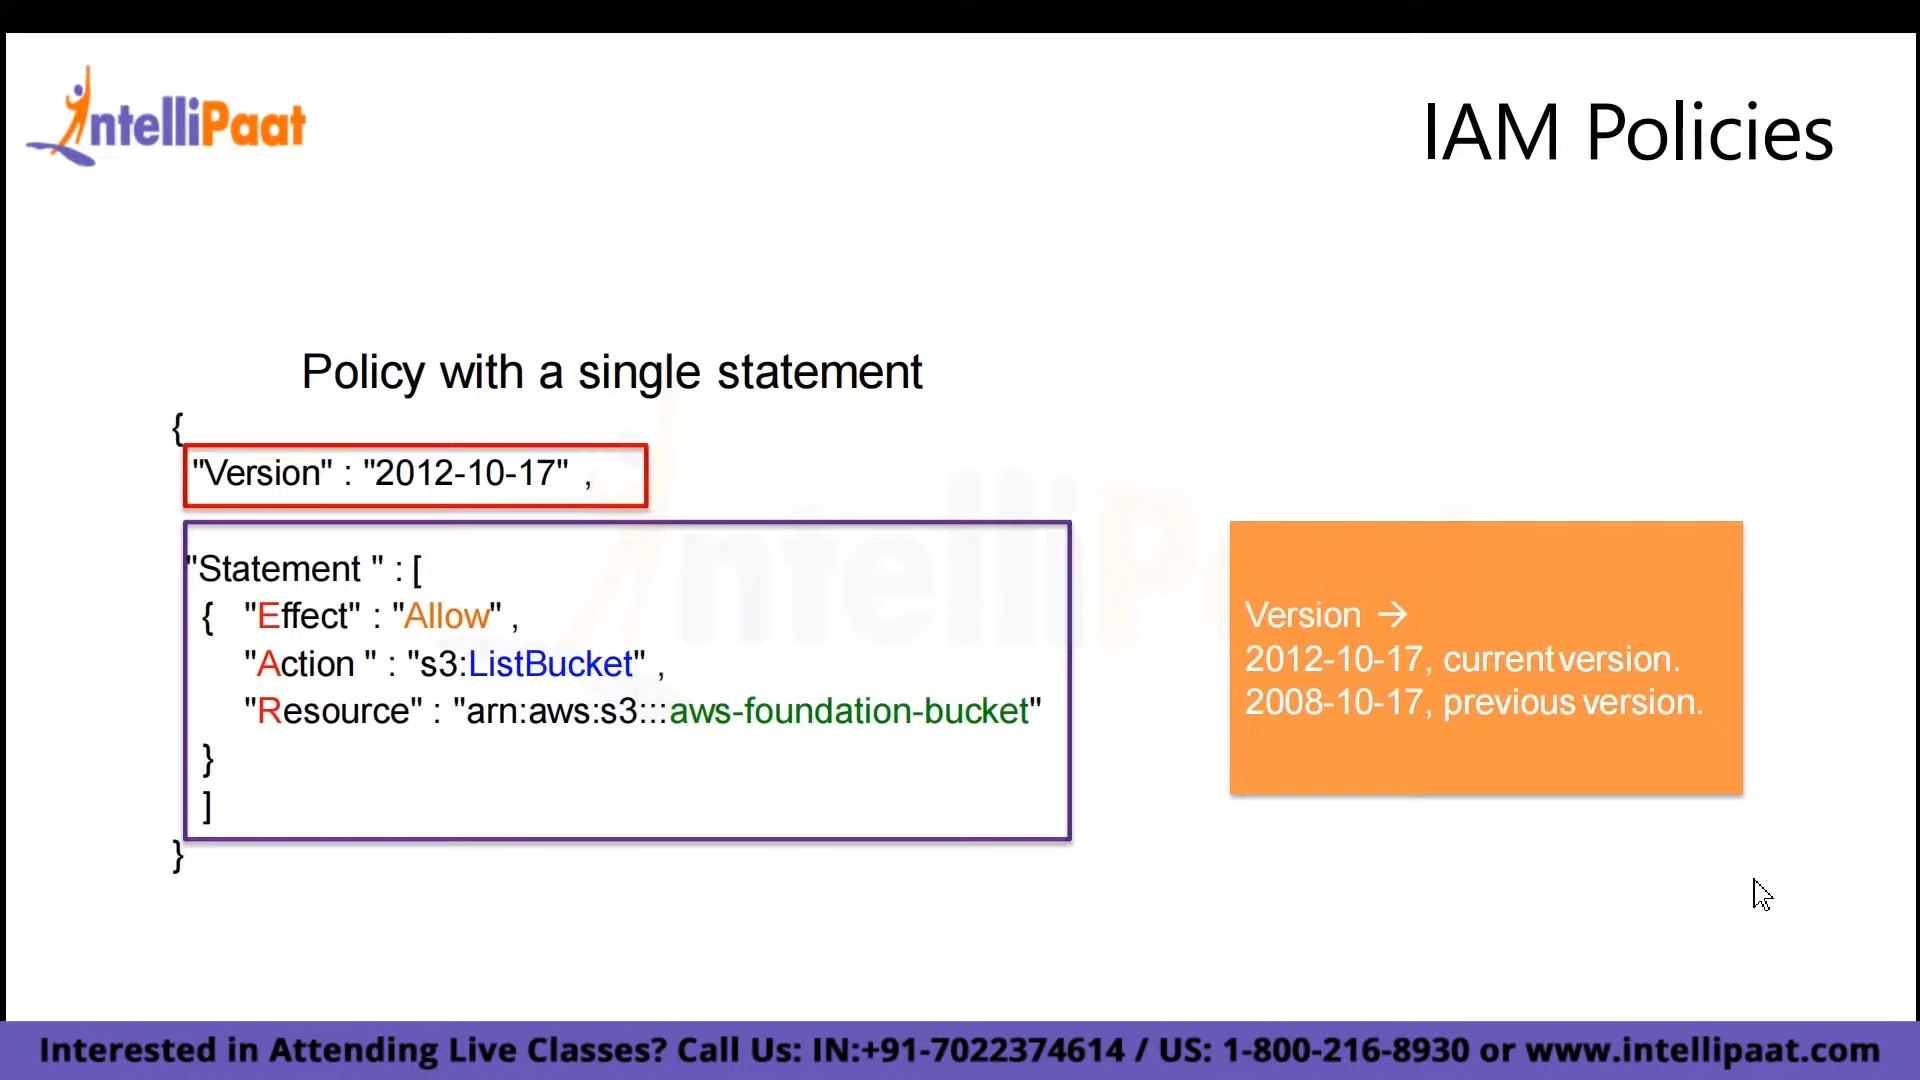 IntelliPaat
IAM Policies
Policy with a single statement
{
"Version" : "2012-10-17" ,
"Statement " : [
{ "Effect" : "Allow" ,
"Action " : "s3:ListBucket" ,
"Resource" : "arn:aws:s3:::aws-foundation-bucket"
}
]
}
Version →
2012-10-17, current version.
2008-10-17, previous version.
Interested in Attending Live Classes? Call Us: IN:+91-7022374614 / US: 1-800-216-8930 or www.intellipaat.com